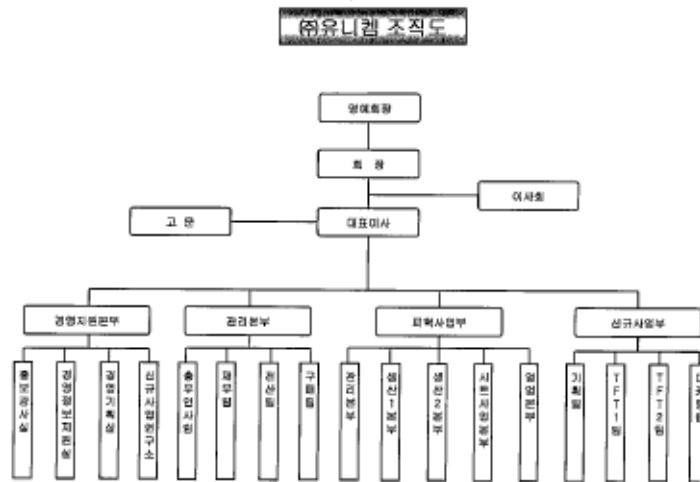 ㈜유니켐 조직도
명예회장
회 장
이사회
고 문
대표이사
경영지원본부
관리본부
피혁사업부
신규사업부
홍보감사실
경영정보지원실
경영기획실
신규사업연구소
총무인사팀
재무팀
전산팀
구매팀
관리본부
생산1본부
생산2본부
시트사업본부
영업본부
기획팀
TFT1팀
TFT2팀